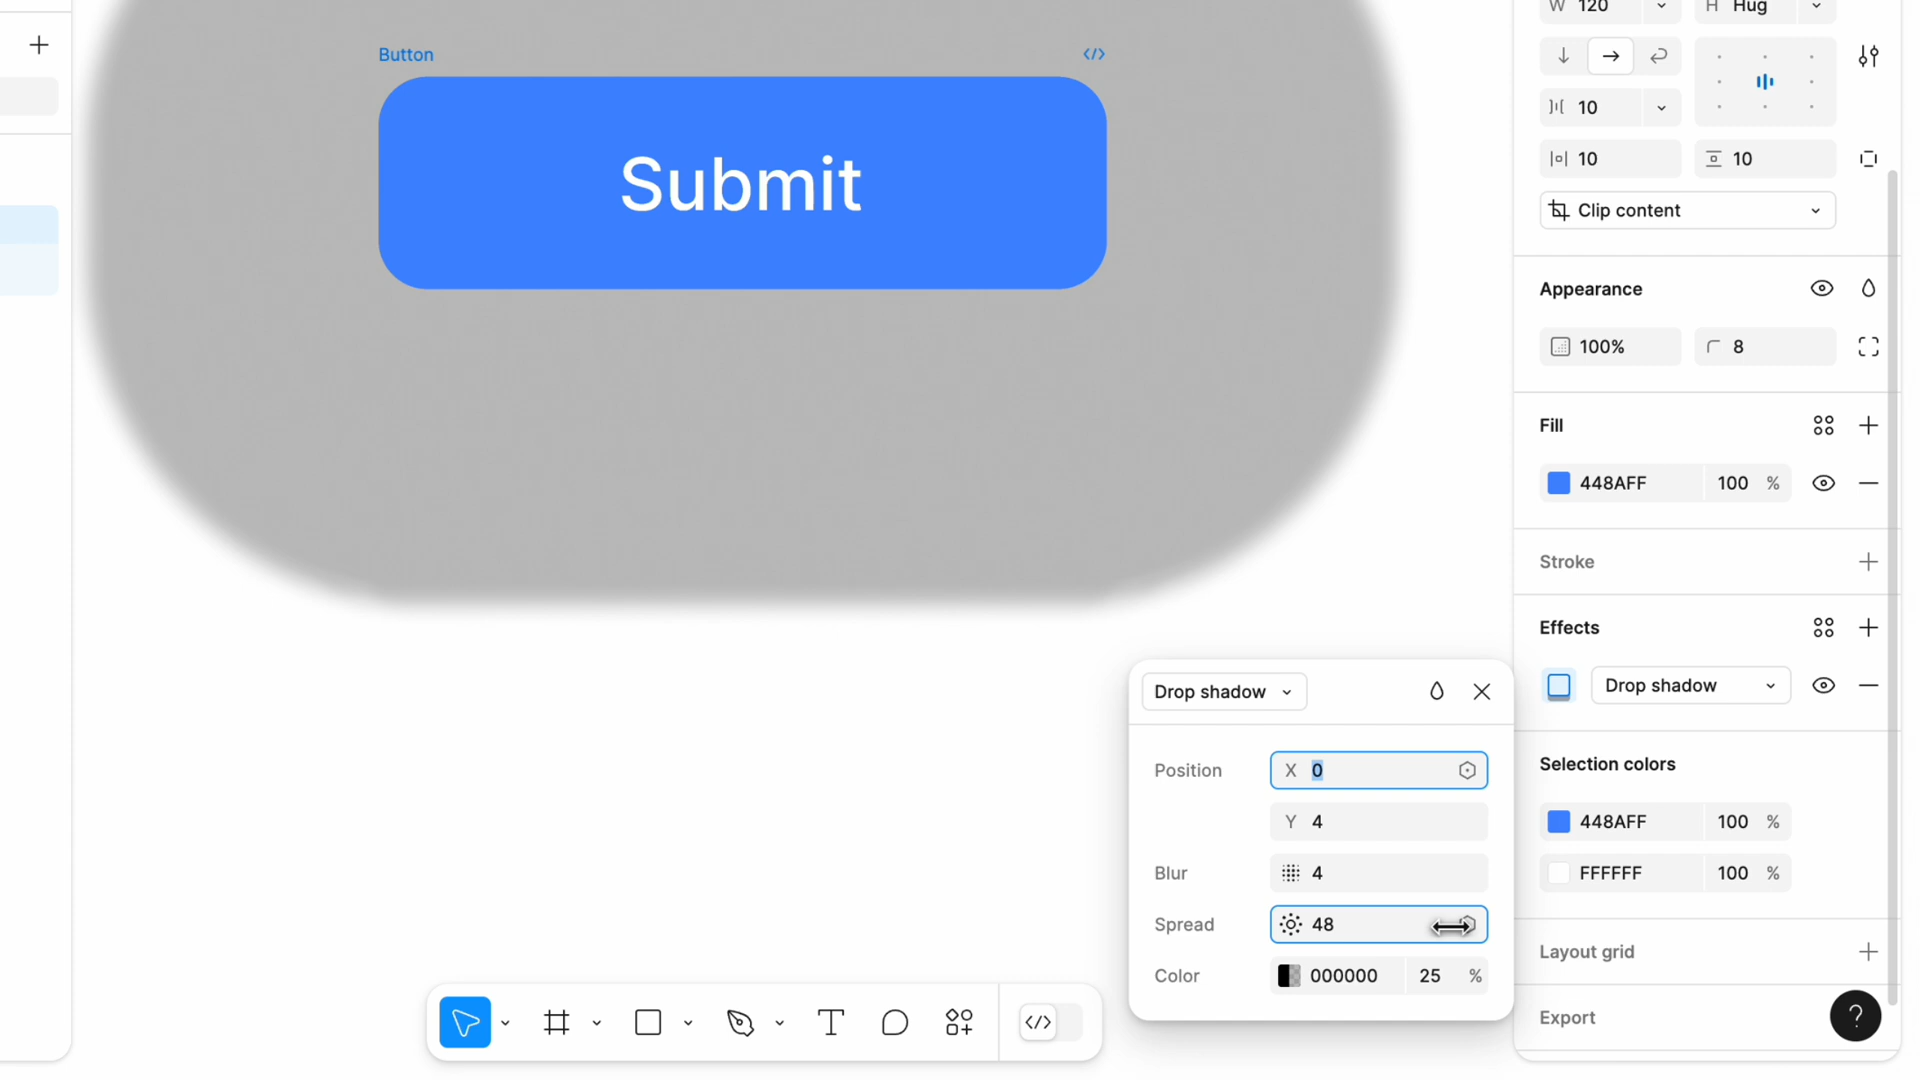 W 120
H Hug
Button
</>
10
10
10
Submit
Clip content
Appearance
100%
8
Fill
448AFF 100 %
Stroke
Effects
Drop shadow
Drop shadow
Position X 0
Y 4
Selection colors
448AFF 100 %
Blur 4
FFFFFF 100 %
Spread 48
Layout grid
Color 000000 25 %
Export
?
T
</>